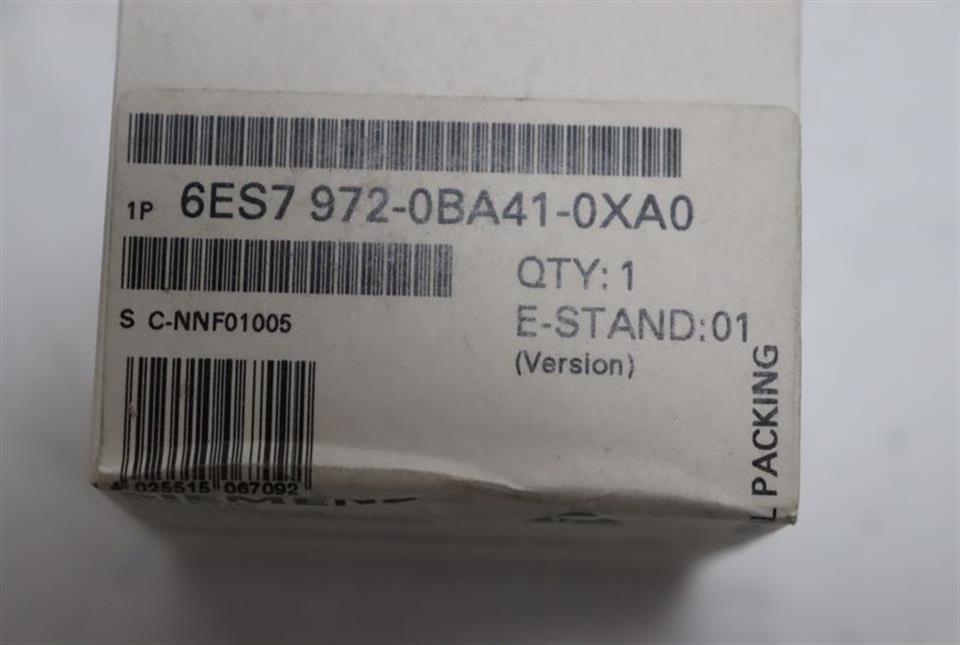 1P 6ES7 972-0BA41-0XA0
QTY: 1
S C-NNF01005
E-STAND:01
(Version)
4 025515 067092
L PACKING